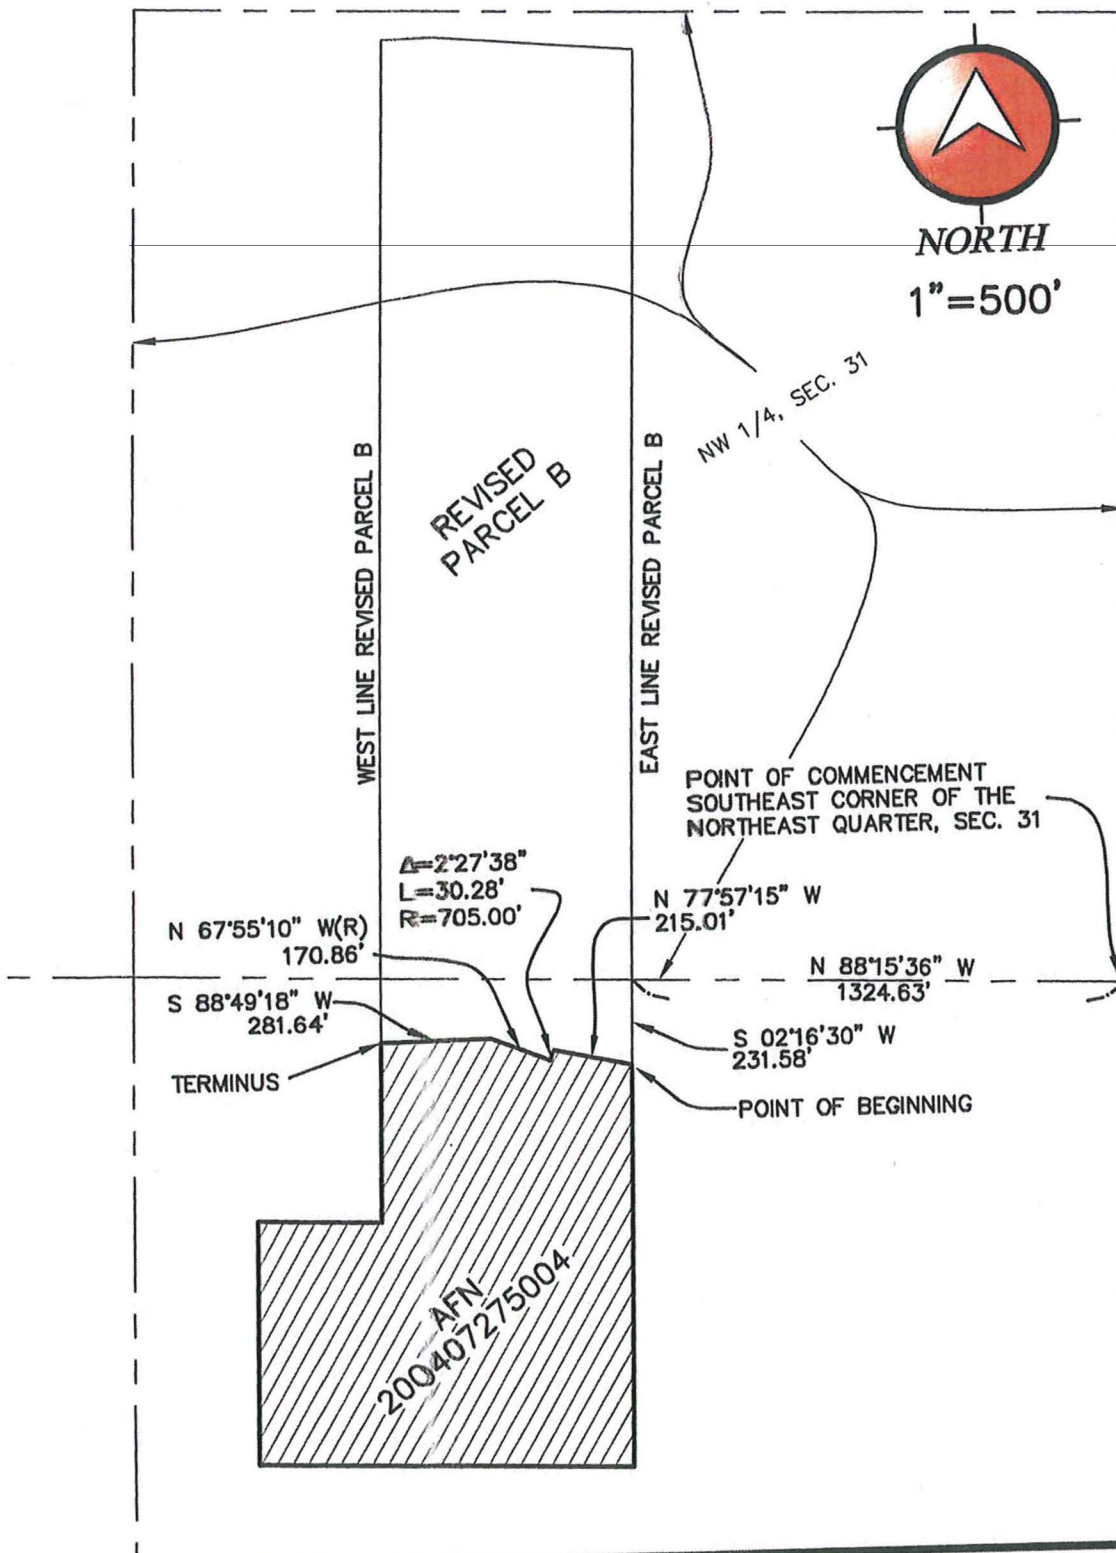 NORTH
1"=500'
NW 1/4, SEC. 31
REVISED
PARCEL B
WEST LINE REVISED PARCEL B
EAST LINE REVISED PARCEL B
POINT OF COMMENCEMENT
SOUTHEAST CORNER OF THE
NORTHEAST QUARTER, SEC. 31
Δ=2°27'38"
L=30.28'
R=705.00'
N 77°57'15" W
215.01'
N 67°55'10" W(R)
170.86'
N 88°15'36" W
1324.63'
S 88°49'18" W
281.64'
S 02°16'30" W
231.58'
TERMINUS
POINT OF BEGINNING
AFN
200407275004